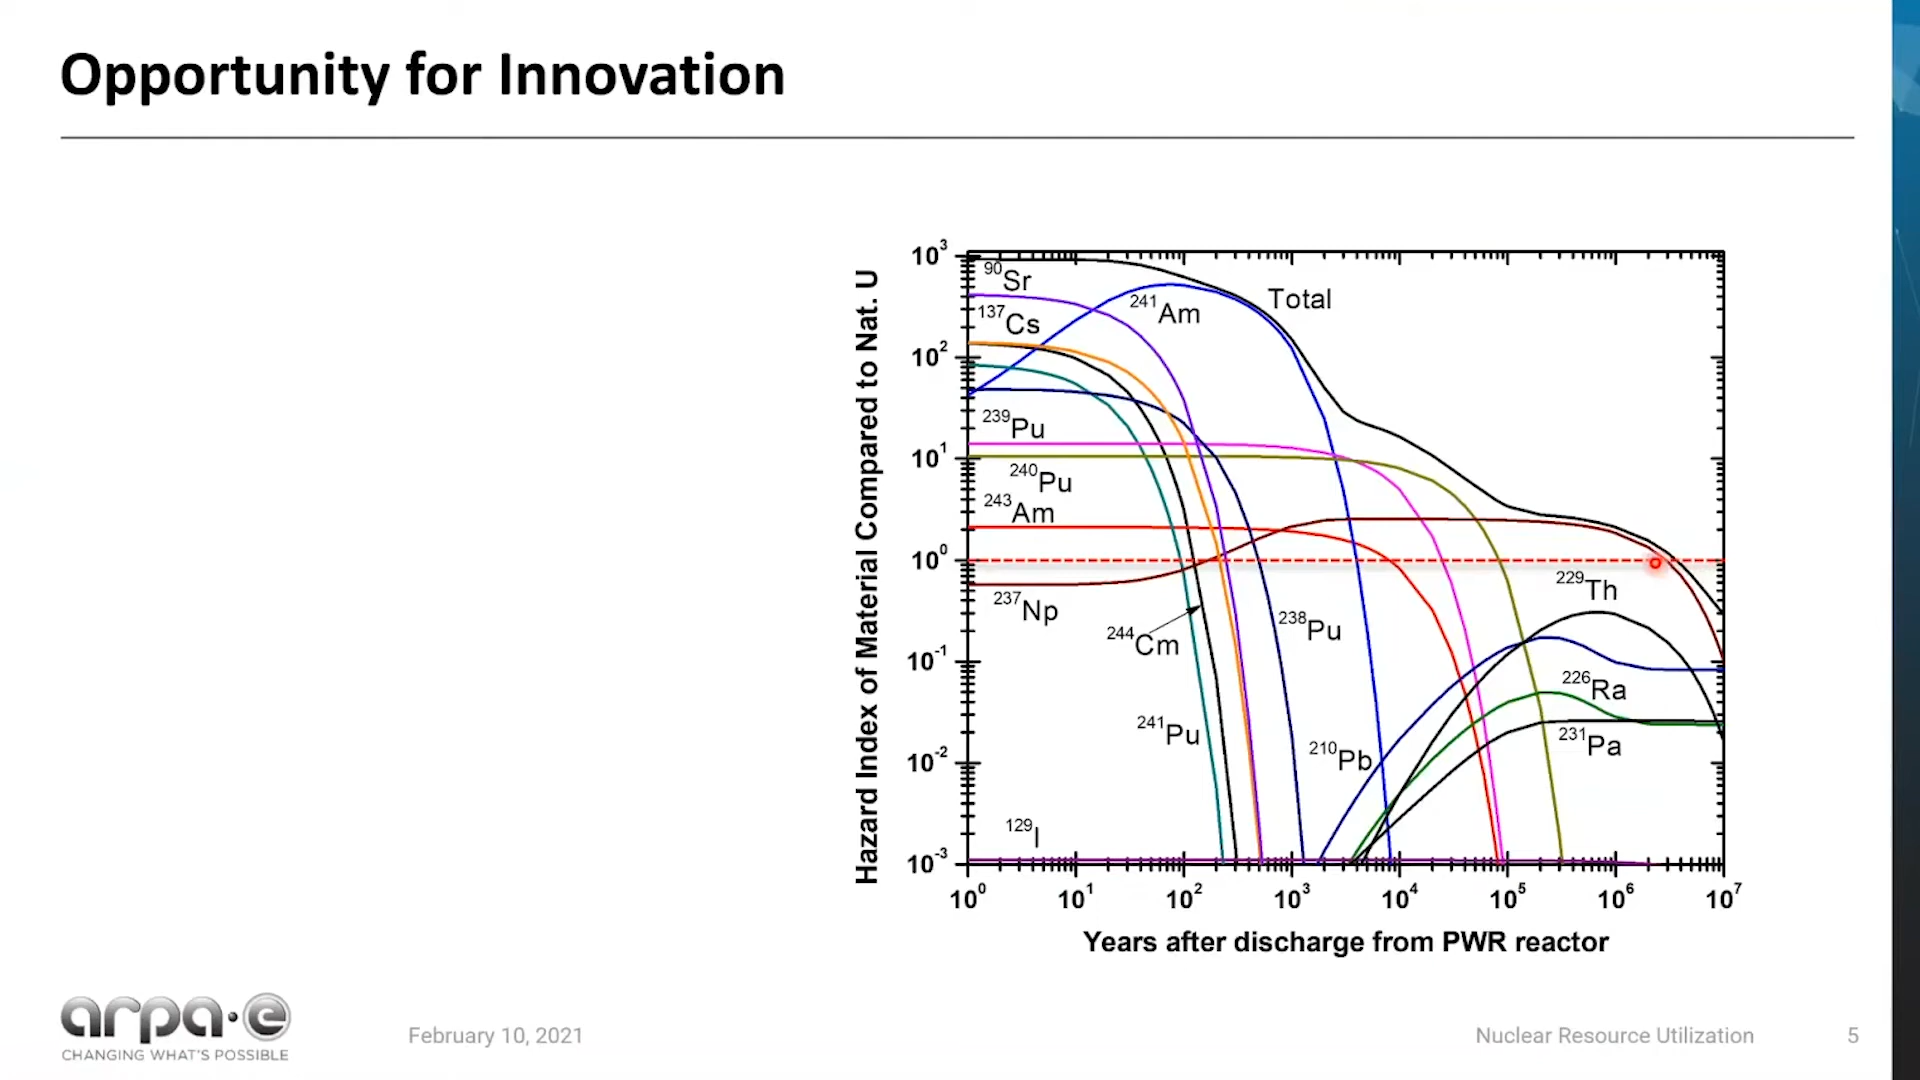 Opportunity for Innovation
Hazard Index of Material Compared to Nat. U
10³
10²
10¹
10⁰
10⁻¹
10⁻²
10⁻³
⁹⁰Sr
¹³⁷Cs
²⁴¹Am
Total
²³⁹Pu
²⁴⁰Pu
²⁴³Am
²³⁷Np
²⁴⁴Cm
²³⁸Pu
²²⁹Th
²²⁶Ra
²⁴¹Pu
²¹⁰Pb
²³¹Pa
¹²⁹I
10⁰ 10¹ 10² 10³ 10⁴ 10⁵ 10⁶ 10⁷
Years after discharge from PWR reactor
arpa·e
CHANGING WHAT'S POSSIBLE
February 10, 2021
Nuclear Resource Utilization
5